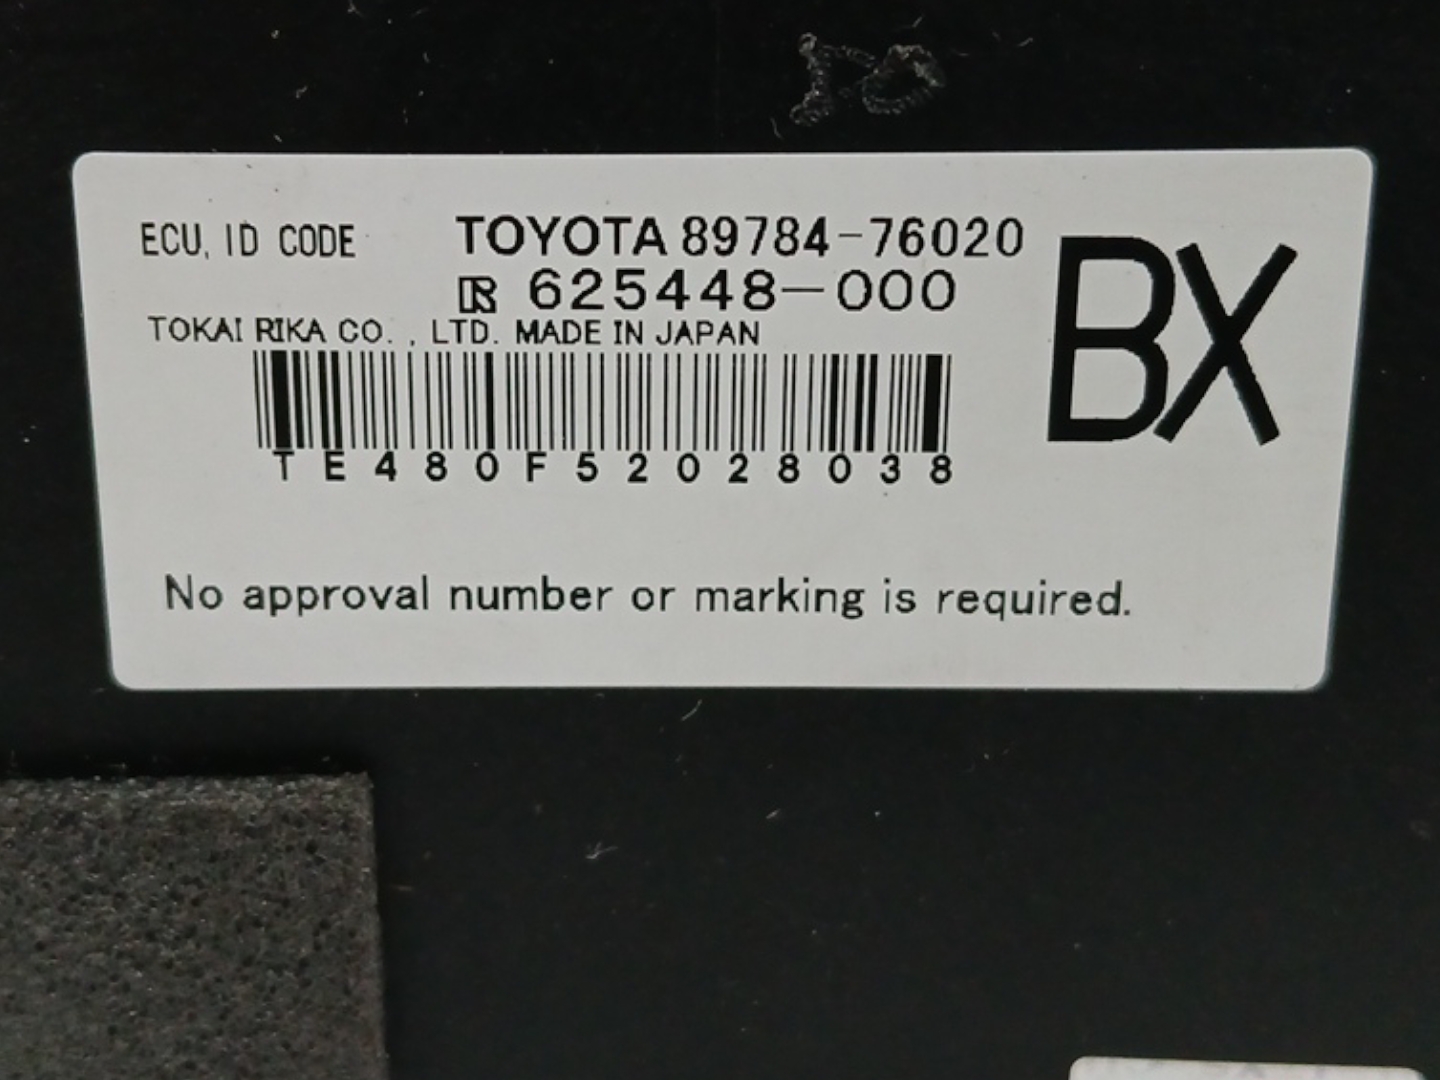 ECU, ID CODE TOYOTA 89784-76020
625448-000
BX
TOKAI RIKA CO., LTD. MADE IN JAPAN
TE480F52028038
No approval number or marking is required.